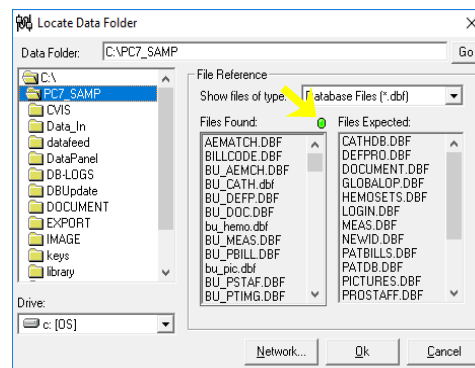 Locate Data Folder
Data Folder: C:\PC7_SAMP Go
C:\
PC7_SAMP
CVIS
Data_In
datafeed
DataPanel
DB-LOGS
DBUpdate
DOCUMENT
EXPORT
IMAGE
keys
library
Drive:
c: [OS]
File Reference
Show files of type: Database Files (*.dbf)
Files Found:
AEMATCH.DBF
BILLCODE.DBF
BU_AEMCH.DBF
BU_CATH.dbf
BU_DEFP.DBF
BU_DOC.DBF
bu_hemo.dbf
BU_MEAS.DBF
BU_PBILL.DBF
bu_pic.dbf
BU_PSTAF.DBF
BU_PTIMG.DBF
Files Expected:
CATHDB.DBF
DEFPRO.DBF
DOCUMENT.DBF
GLOBALOP.DBF
HEMOSETS.DBF
LOGIN.DBF
MEAS.DBF
NEWID.DBF
PATBILLS.DBF
PATDB.DBF
PICTURES.DBF
PROSTAFF.DBF
Network... Ok Cancel